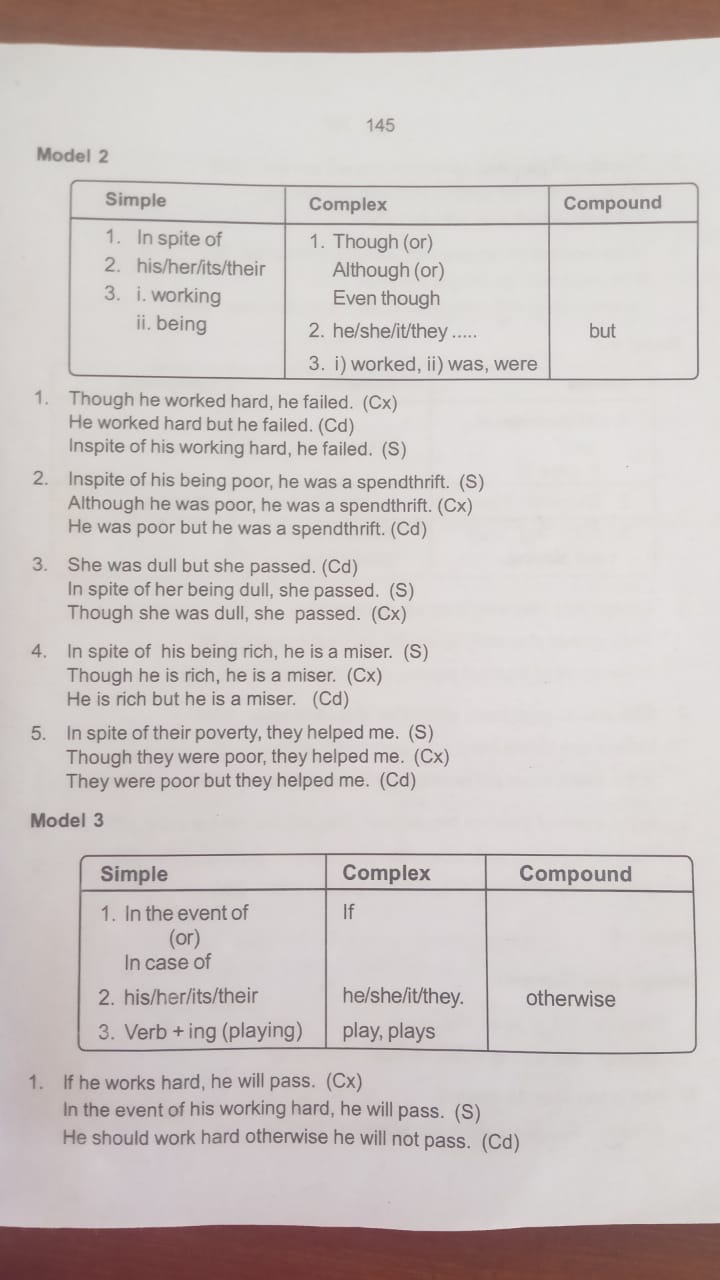 145
Model 2
Simple Complex Compound
1. In spite of 1. Though (or)
2. his/her/its/their Although (or)
3. i. working Even though
ii. being 2. he/she/it/they ..... but
3. i) worked, ii) was, were
1. Though he worked hard, he failed. (Cx)
He worked hard but he failed. (Cd)
Inspite of his working hard, he failed. (S)
2. Inspite of his being poor, he was a spendthrift. (S)
Although he was poor, he was a spendthrift. (Cx)
He was poor but he was a spendthrift. (Cd)
3. She was dull but she passed. (Cd)
In spite of her being dull, she passed. (S)
Though she was dull, she passed. (Cx)
4. In spite of his being rich, he is a miser. (S)
Though he is rich, he is a miser. (Cx)
He is rich but he is a miser. (Cd)
5. In spite of their poverty, they helped me. (S)
Though they were poor, they helped me. (Cx)
They were poor but they helped me. (Cd)
Model 3
Simple Complex Compound
1. In the event of If
(or)
In case of
2. his/her/its/their he/she/it/they. otherwise
3. Verb + ing (playing) play, plays
1. If he works hard, he will pass. (Cx)
In the event of his working hard, he will pass. (S)
He should work hard otherwise he will not pass. (Cd)